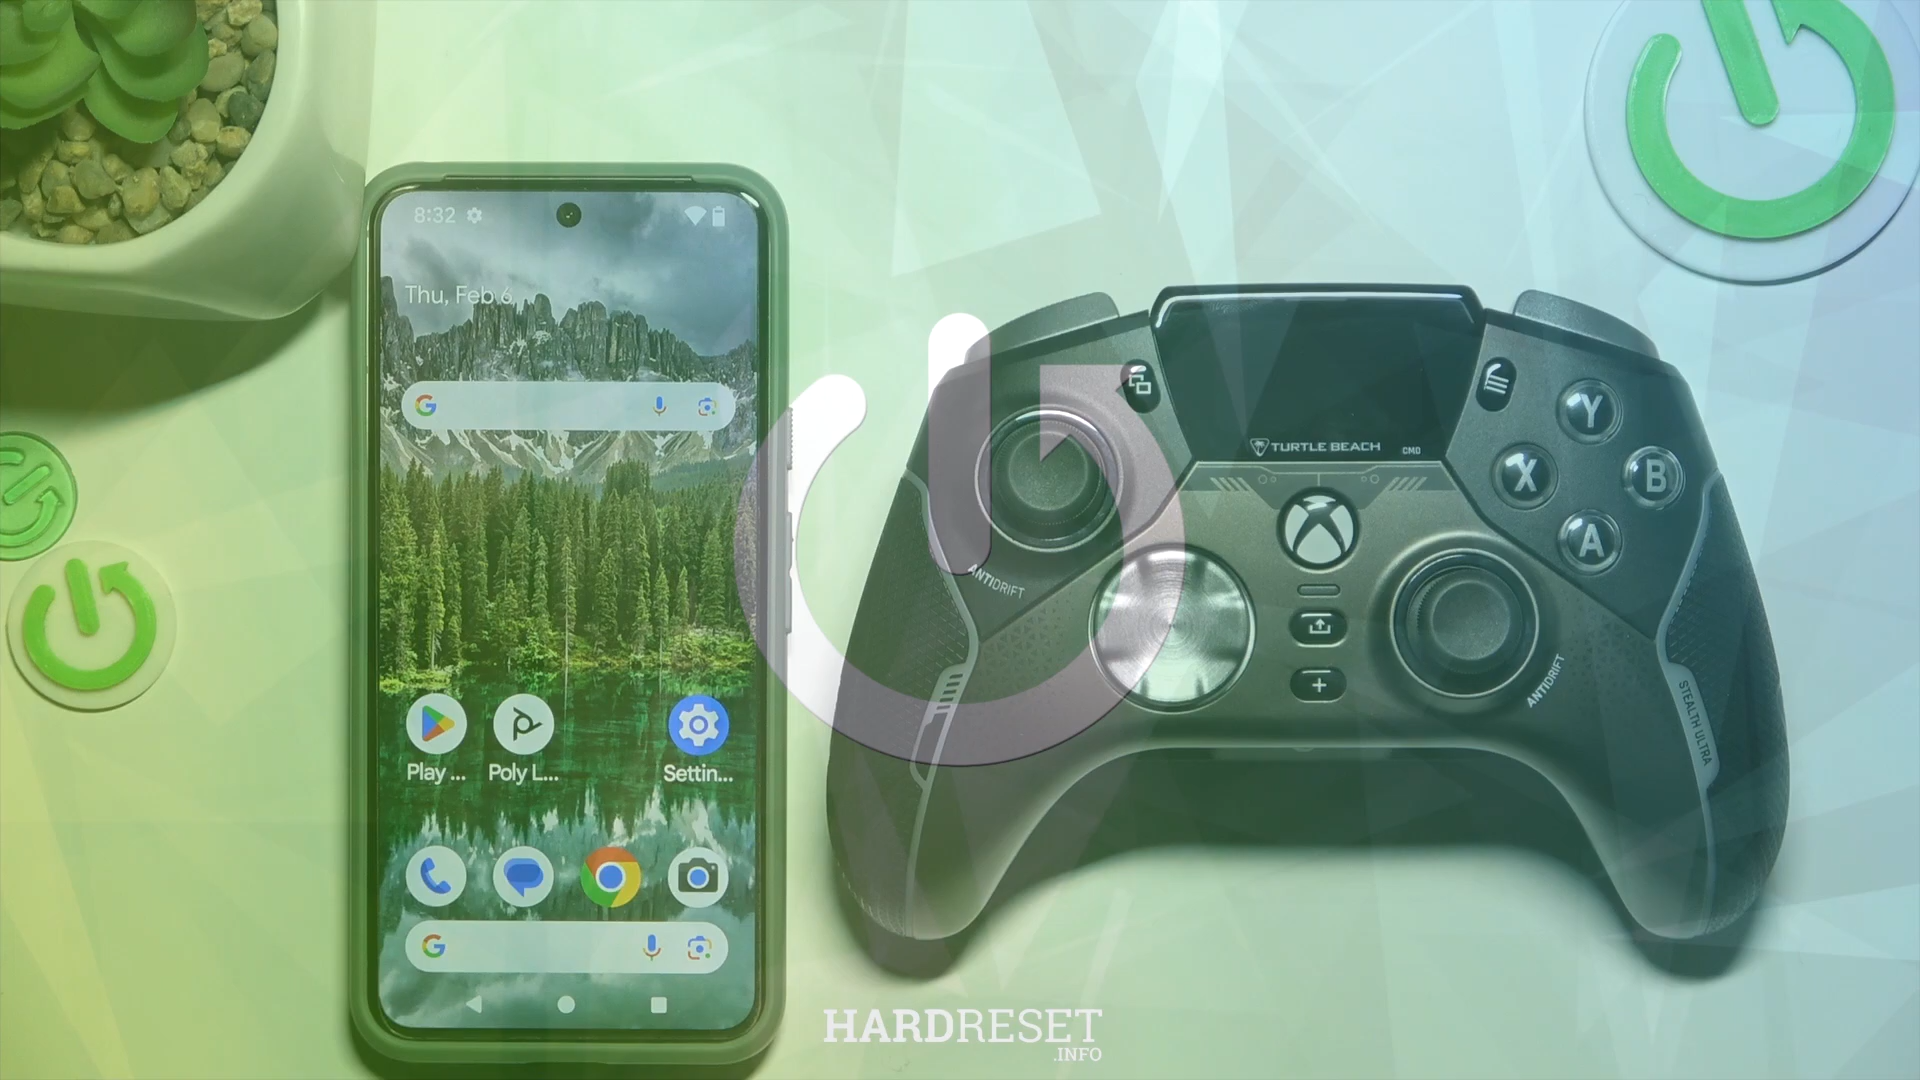 8:32
Thu, Feb 6
Play ...
Poly L...
Settin...
TURTLE BEACH
CMD
Y
X
B
A
ANTIDRIFT
ANTIDRIFT
STEALTH ULTRA
HARDRESET
.INFO